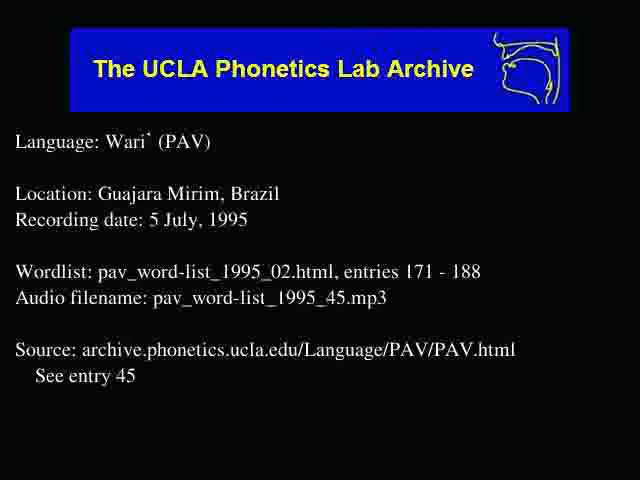 The UCLA Phonetics Lab Archive
Language: Wari` (PAV)
Location: Guajara Mirim, Brazil
Recording date: 5 July, 1995
Wordlist: pav_word-list_1995_02.html, entries 171 - 188
Audio filename: pav_word-list_1995_45.mp3
Source: archive.phonetics.ucla.edu/Language/PAV/PAV.html
See entry 45